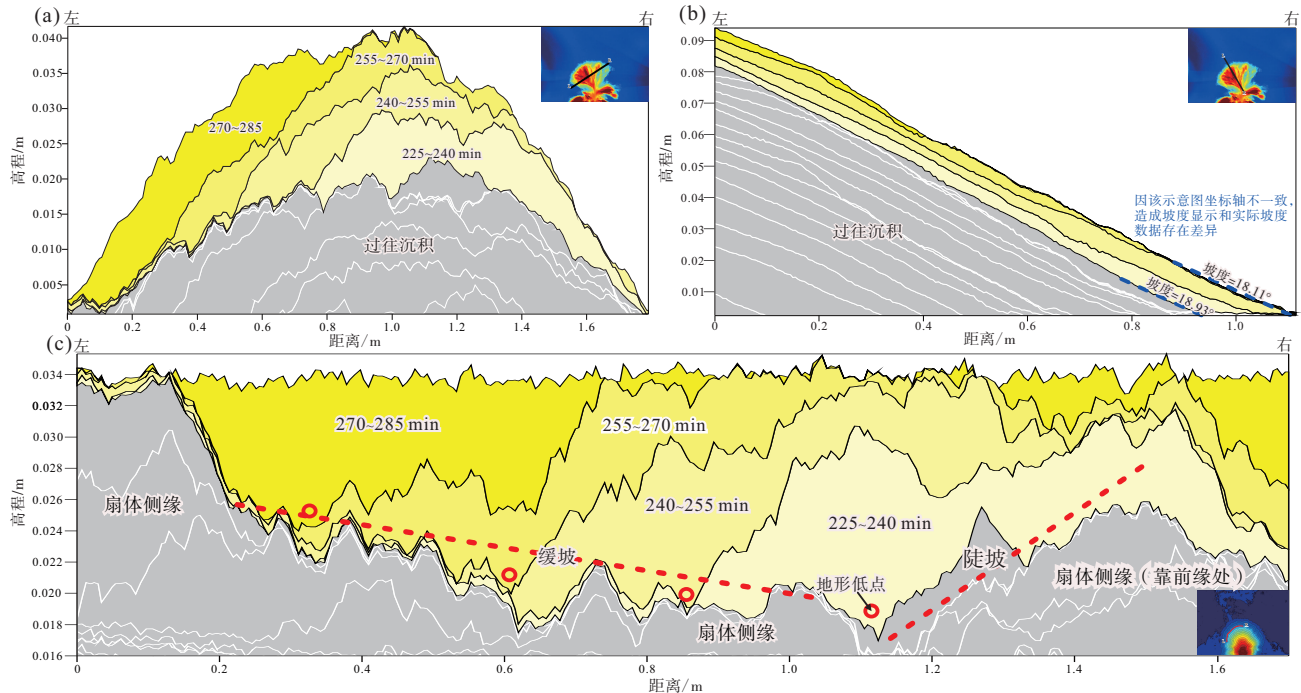 (a)
左
右
高程/m
0.040
0.035
0.030
0.025
0.020
0.015
0.010
0.005
255~270 min
240~255 min
270~285
225~240 min
过往沉积
0
0.2
0.4
0.6
0.8
1.0
1.2
1.4
1.6
距离/m
(b)
左
右
高程/m
0.09
0.08
0.07
0.06
0.05
0.04
0.03
0.02
0.01
因该示意图坐标轴不一致,
造成坡度显示和实际坡度
数据存在差异
过往沉积
坡度=18.11°
坡度=18.93°
0
0.2
0.4
0.6
0.8
1.0
距离/m
(c)
左
右
高程/m
0.034
0.032
0.030
0.028
0.026
0.024
0.022
0.020
0.018
0.016
270~285 min
255~270 min
240~255 min
225~240 min
扇体侧缘
缓坡
陡坡
地形低点
扇体侧缘(靠前缘处)
扇体侧缘
0
0.2
0.4
0.6
0.8
1.0
1.2
1.4
1.6
距离/m